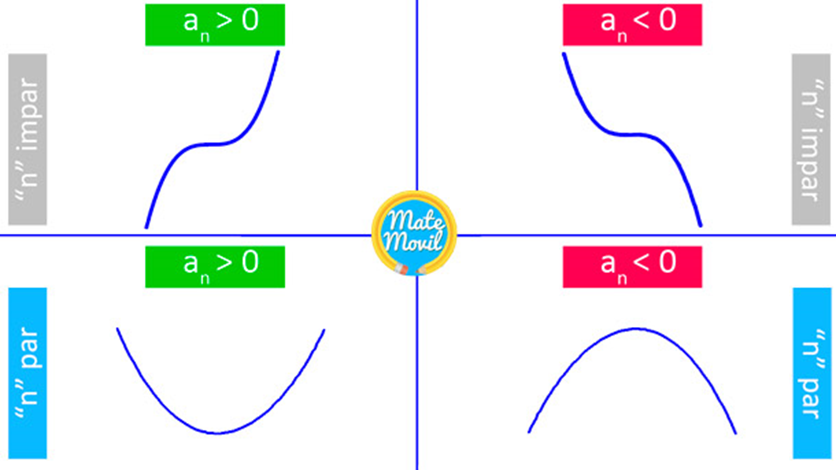 aₙ > 0
aₙ < 0
“n” impar
“n” impar
Mate
Movil
aₙ > 0
aₙ < 0
“n” par
“n” par